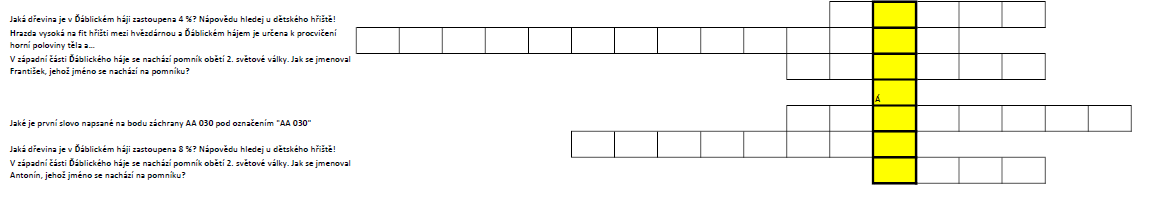 Jaká dřevina je v Ďáblickém háji zastoupena 4 %? Nápovědu hledej u dětského hřiště!
Hrazda vysoká na fit hřišti mezi hvězdárnou a Ďáblickém hájem je určena k procvičení
horní poloviny těla a...
V západní části Ďáblického háje se nachází pomník obětí 2. světové války. Jak se jmenoval
František, jehož jméno se nachází na pomníku?
Á
Jaké je první slovo napsané na bodu záchrany AA 030 pod označením "AA 030"
Jaká dřevina je v Ďáblickém háji zastoupena 8 %? Nápovědu hledej u dětského hřiště!
V západní části Ďáblického háje se nachází pomník obětí 2. světové války. Jak se jmenoval
Antonín, jehož jméno se nachází na pomníku?